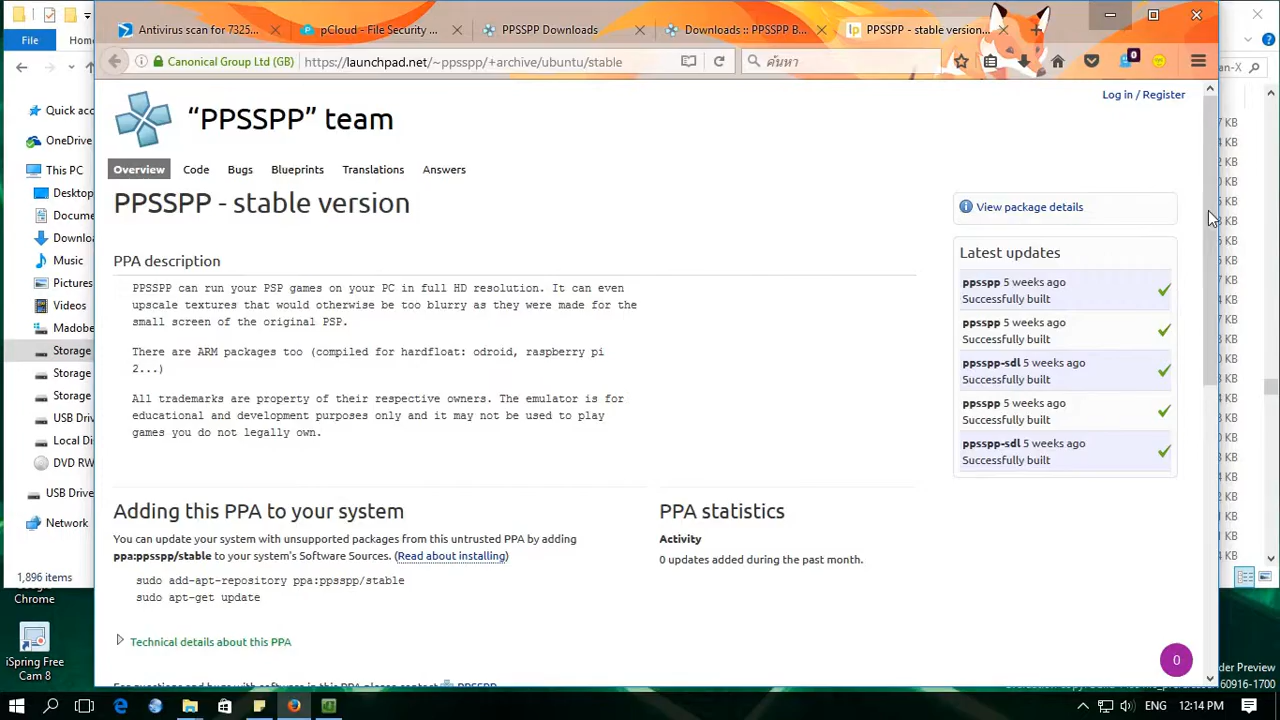 File
Home
Antivirus scan for 7325...
pCloud - File Security ...
PPSSPP Downloads
Downloads :: PPSSPP B...
PPSSPP - stable version...
Canonical Group Ltd (GB)
https://launchpad.net/~ppsspp/+archive/ubuntu/stable
ค้นหา
0
Quick acc
OneDrive
This PC
Desktop
Docume
Downloa
Music
Pictures
Videos
Madobe
Storage
Storage
Storage
USB Driv
Local Di
DVD RW
USB Drive
Network
1,896 items
Log in / Register
“PPSSPP” team
Overview
Code
Bugs
Blueprints
Translations
Answers
PPSSPP - stable version
PPA description
PPSSPP can run your PSP games on your PC in full HD resolution. It can even
upscale textures that would otherwise be too blurry as they were made for the
small screen of the original PSP.
There are ARM packages too (compiled for hardfloat: odroid, raspberry pi
2...)
All trademarks are property of their respective owners. The emulator is for
educational and development purposes only and it may not be used to play
games you do not legally own.
View package details
Latest updates
ppsspp 5 weeks ago
Successfully built
ppsspp 5 weeks ago
Successfully built
ppsspp-sdl 5 weeks ago
Successfully built
ppsspp 5 weeks ago
Successfully built
ppsspp-sdl 5 weeks ago
Successfully built
Adding this PPA to your system
You can update your system with unsupported packages from this untrusted PPA by adding
ppa:ppsspp/stable to your system's Software Sources. (Read about installing)
sudo add-apt-repository ppa:ppsspp/stable
sudo apt-get update
Technical details about this PPA
PPA statistics
Activity
0 updates added during the past month.
0
Chrome
iSpring Free
Cam 8
ENG
12:14 PM